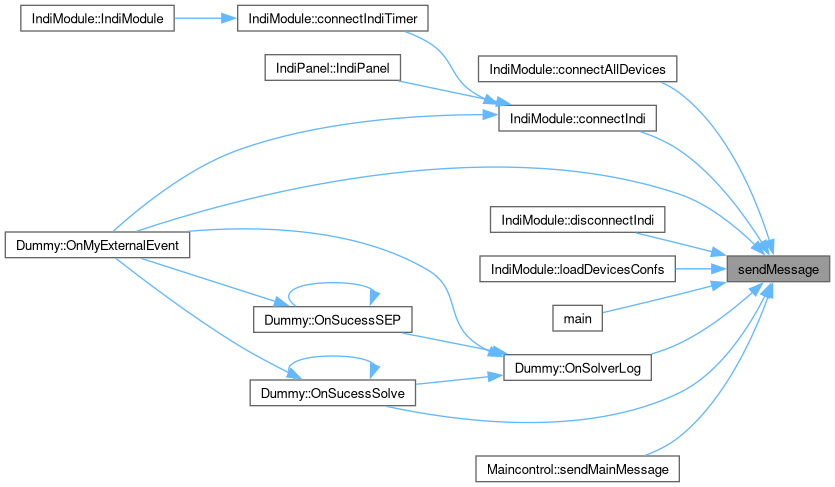 IndiModule::IndiModule
IndiModule::connectIndiTimer
IndiPanel::IndiPanel
IndiModule::connectAllDevices
IndiModule::connectIndi
IndiModule::disconnectIndi
Dummy::OnMyExternalEvent
IndiModule::loadDevicesConfs
sendMessage
main
Dummy::OnSucessSEP
Dummy::OnSolverLog
Dummy::OnSucessSolve
Maincontrol::sendMainMessage